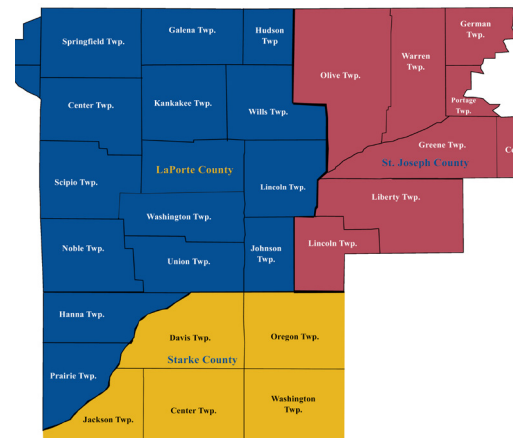 German Twp.
Galena Twp.
Hudson
Twp
Springfield Twp.
Warren
Twp.
Olive Twp.
Center Twp.
Kankakee Twp.
Wills Twp.
Portage
Twp.
Greene Twp.
St. Joseph County
LaPorte County
Scipio Twp.
Lincoln Twp.
Liberty Twp.
Washington Twp.
Noble Twp.
Union Twp.
Johnson
Twp.
Lincoln Twp.
Hanna Twp.
Davis Twp.
Oregon Twp.
Starke County
Prairie Twp.
Jackson Twp.
Center Twp.
Washington
Twp.